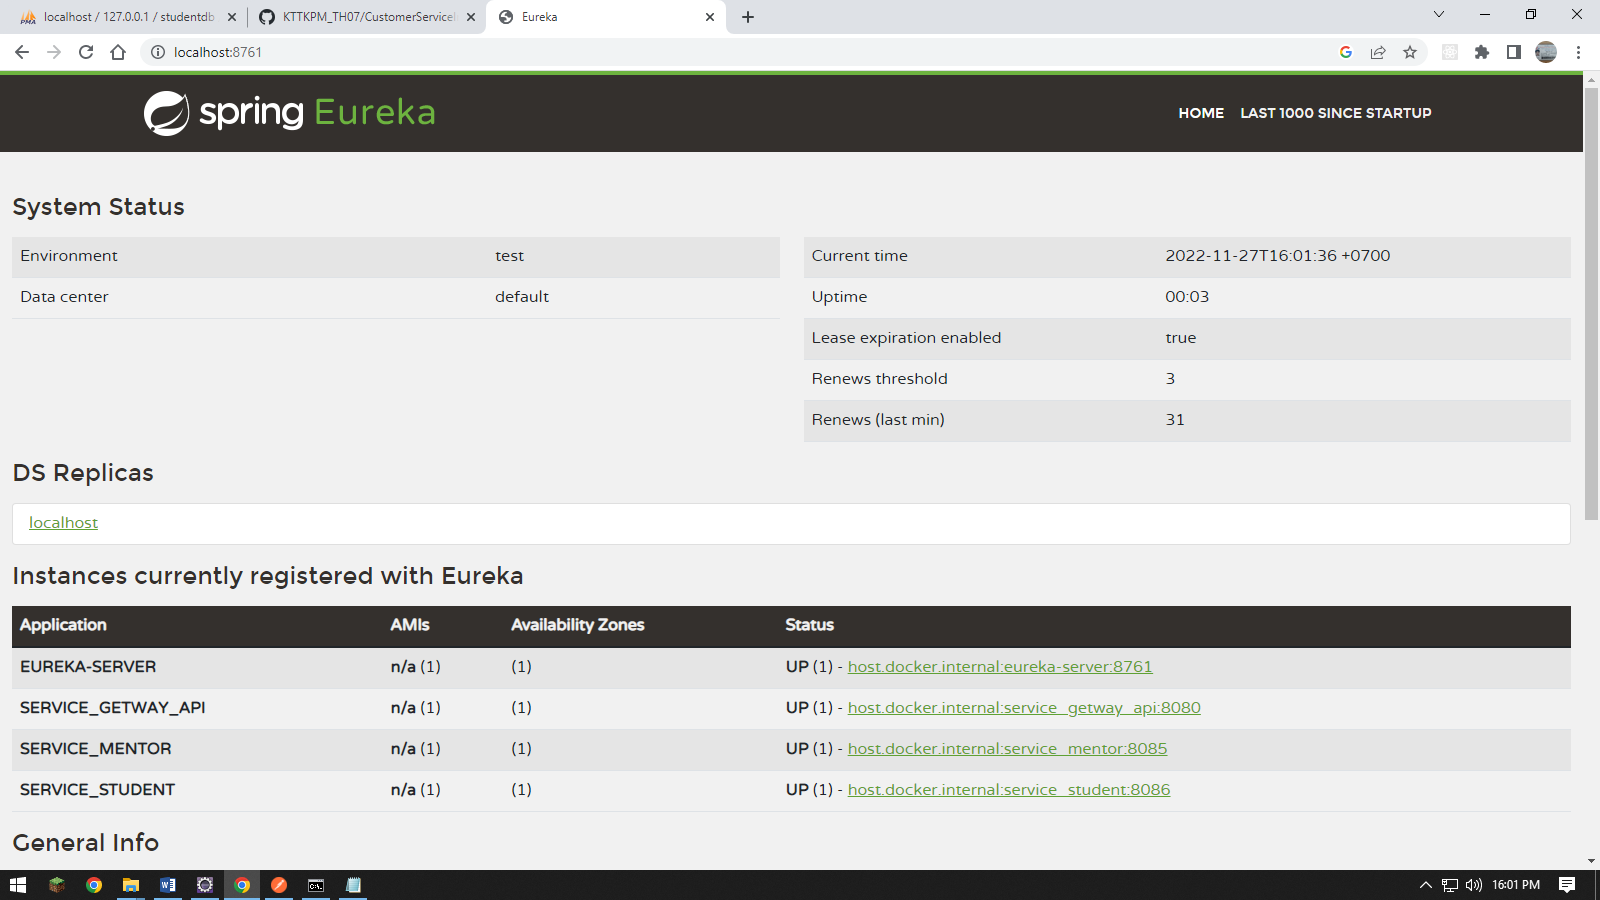 localhost / 127.0.0.1 / studentdb
KTTKPM_TH07/CustomerServiceI
Eureka
localhost:8761
spring Eureka
HOME
LAST 1000 SINCE STARTUP
System Status
Environment test
Data center default
Current time 2022-11-27T16:01:36 +0700
Uptime 00:03
Lease expiration enabled true
Renews threshold 3
Renews (last min) 31
DS Replicas
localhost
Instances currently registered with Eureka
Application AMIs Availability Zones Status
EUREKA-SERVER n/a (1) (1) UP (1) - host.docker.internal:eureka-server:8761
SERVICE_GETWAY_API n/a (1) (1) UP (1) - host.docker.internal:service_getway_api:8080
SERVICE_MENTOR n/a (1) (1) UP (1) - host.docker.internal:service_mentor:8085
SERVICE_STUDENT n/a (1) (1) UP (1) - host.docker.internal:service_student:8086
General Info
16:01 PM